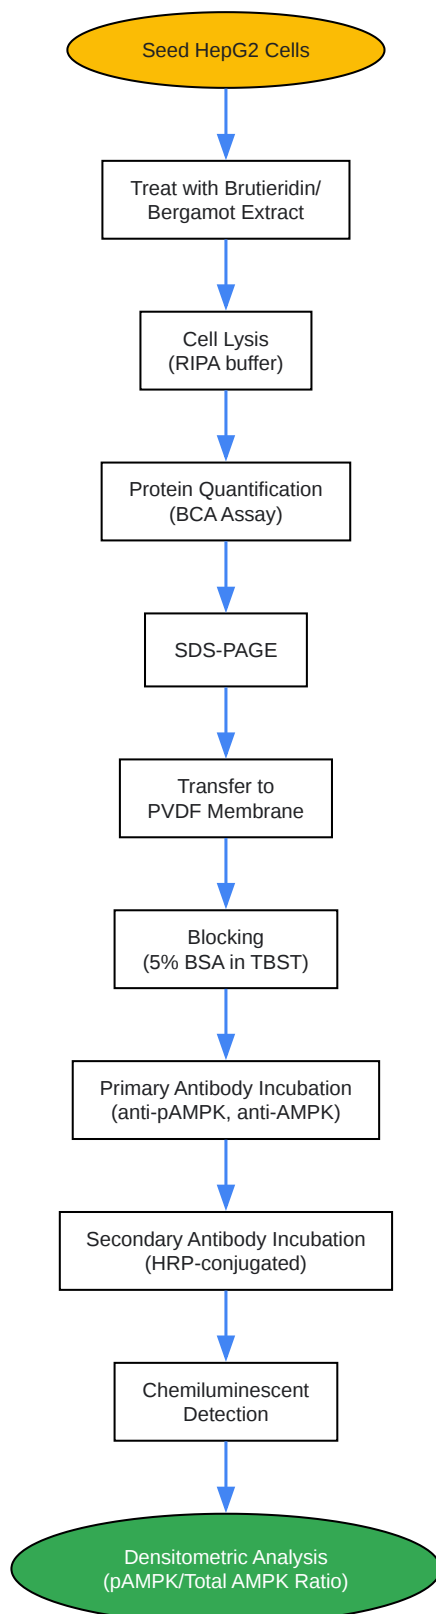 Seed HepG2 Cells
Treat with Brutieridin/
Bergamot Extract
Cell Lysis
(RIPA buffer)
Protein Quantification
(BCA Assay)
SDS-PAGE
Transfer to
PVDF Membrane
Blocking
(5% BSA in TBST)
Primary Antibody Incubation
(anti-pAMPK, anti-AMPK)
Secondary Antibody Incubation
(HRP-conjugated)
Chemiluminescent
Detection
Densitometric Analysis
(pAMPK/Total AMPK Ratio)